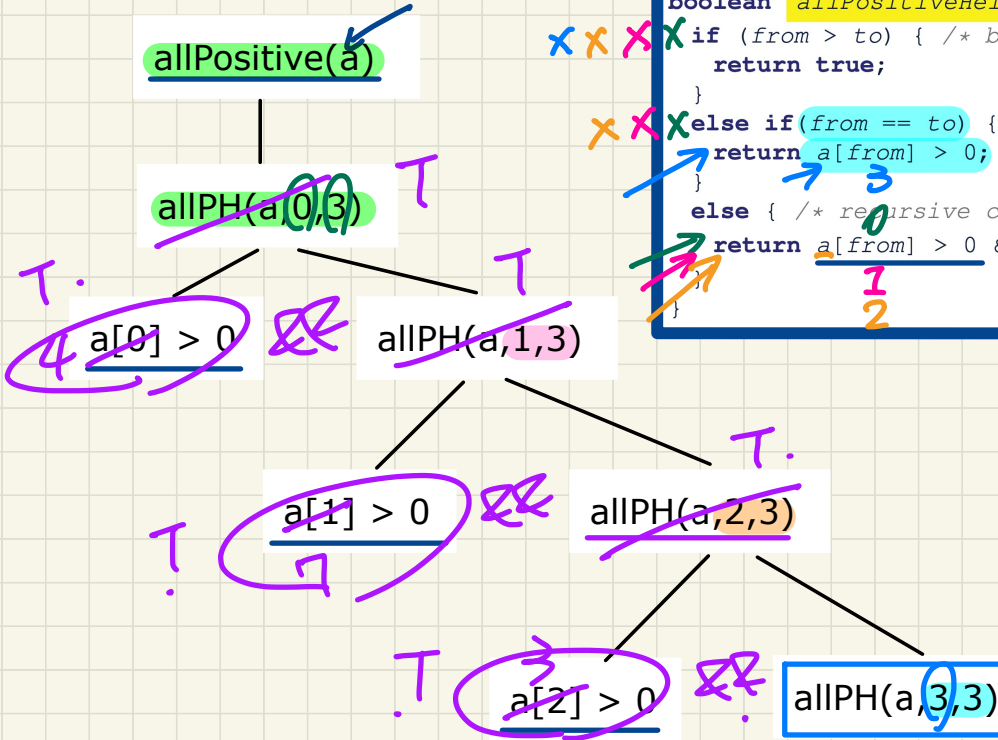 boolean allPositiveHel
X X X X if (from > to) { /* b
return true;
}
X X X else if(from == to) {
return a[from] > 0;
3
}
else { /* recursive c
0
return a[from] > 0 &
}
1
2
}
allPositive(a)
allPH(a,0,3) T
T. T
4 a[0] > 0 && allPH(a,1,3)
T.
T. a[1] > 0 && allPH(a,2,3)
7
T. 3 a[2] > 0 && allPH(a,3,3)